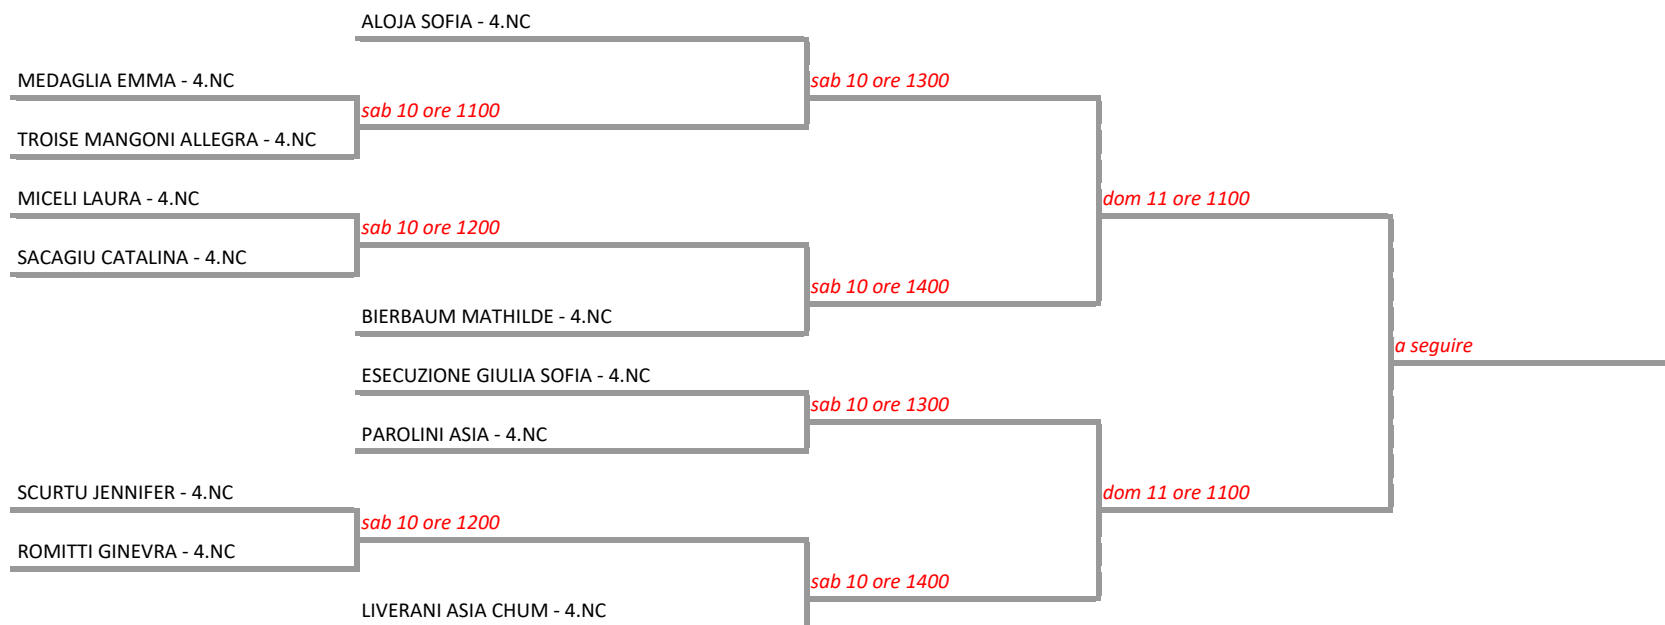 ALOJA SOFIA - 4.NC
MEDAGLIA EMMA - 4.NC
sab 10 ore 1300
sab 10 ore 1100
TROISE MANGONI ALLEGRA - 4.NC
MICELI LAURA - 4.NC
dom 11 ore 1100
sab 10 ore 1200
SACAGIU CATALINA - 4.NC
sab 10 ore 1400
BIERBAUM MATHILDE - 4.NC
a seguire
ESECUZIONE GIULIA SOFIA - 4.NC
sab 10 ore 1300
PAROLINI ASIA - 4.NC
SCURTU JENNIFER - 4.NC
dom 11 ore 1100
sab 10 ore 1200
ROMITTI GINEVRA - 4.NC
sab 10 ore 1400
LIVERANI ASIA CHUM - 4.NC